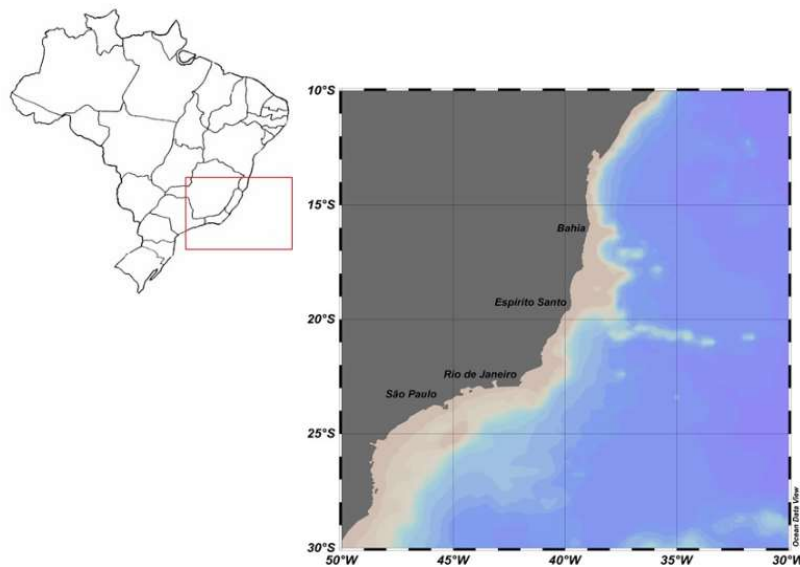 10°S
15°S
Bahia
Espírito Santo
20°S
Rio de Janeiro
São Paulo
25°S
30°S
50°W
45°W
40°W
35°W
30°W
Ocean Data View